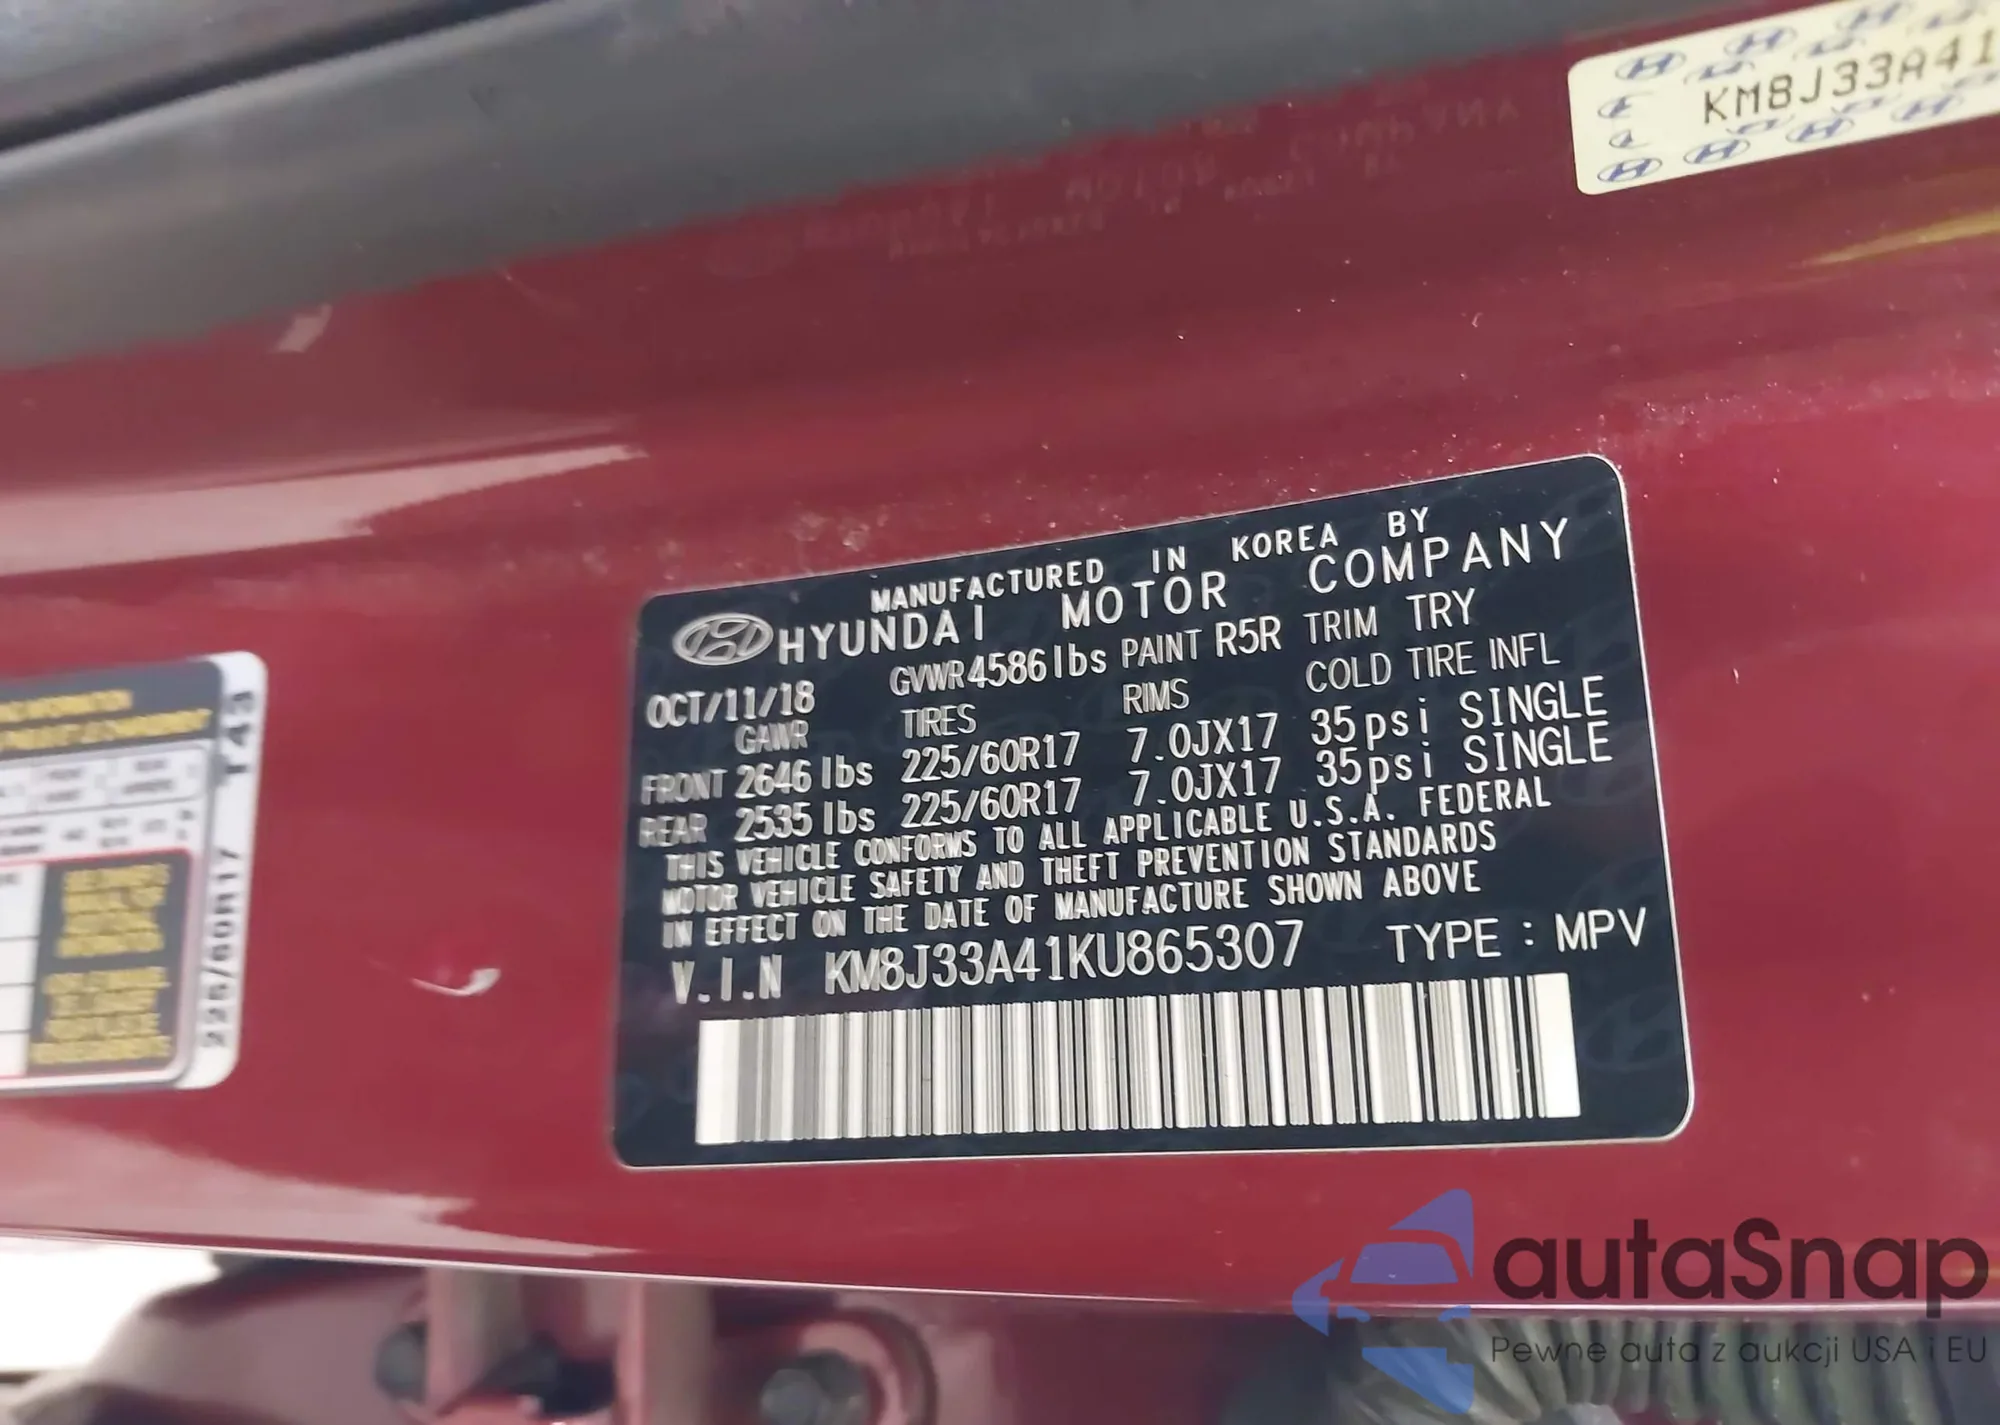 KM8J33A41
MANUFACTURED IN KOREA BY
HYUNDAI MOTOR COMPANY
OCT/11/18 GVWR 4586lbs PAINT R5R TRIM TRY
GAWR TIRES RIMS COLD TIRE INFL
FRONT 2646 lbs 225/60R17 7.0JX17 35psi SINGLE
REAR 2535 lbs 225/60R17 7.0JX17 35psi SINGLE
THIS VEHICLE CONFORMS TO ALL APPLICABLE U.S.A. FEDERAL
MOTOR VEHICLE SAFETY AND THEFT PREVENTION STANDARDS
IN EFFECT ON THE DATE OF MANUFACTURE SHOWN ABOVE
V.I.N KM8J33A41KU865307 TYPE : MPV
225/60R17 T43
autaSnap
Pewne auta z aukcji USA i EU